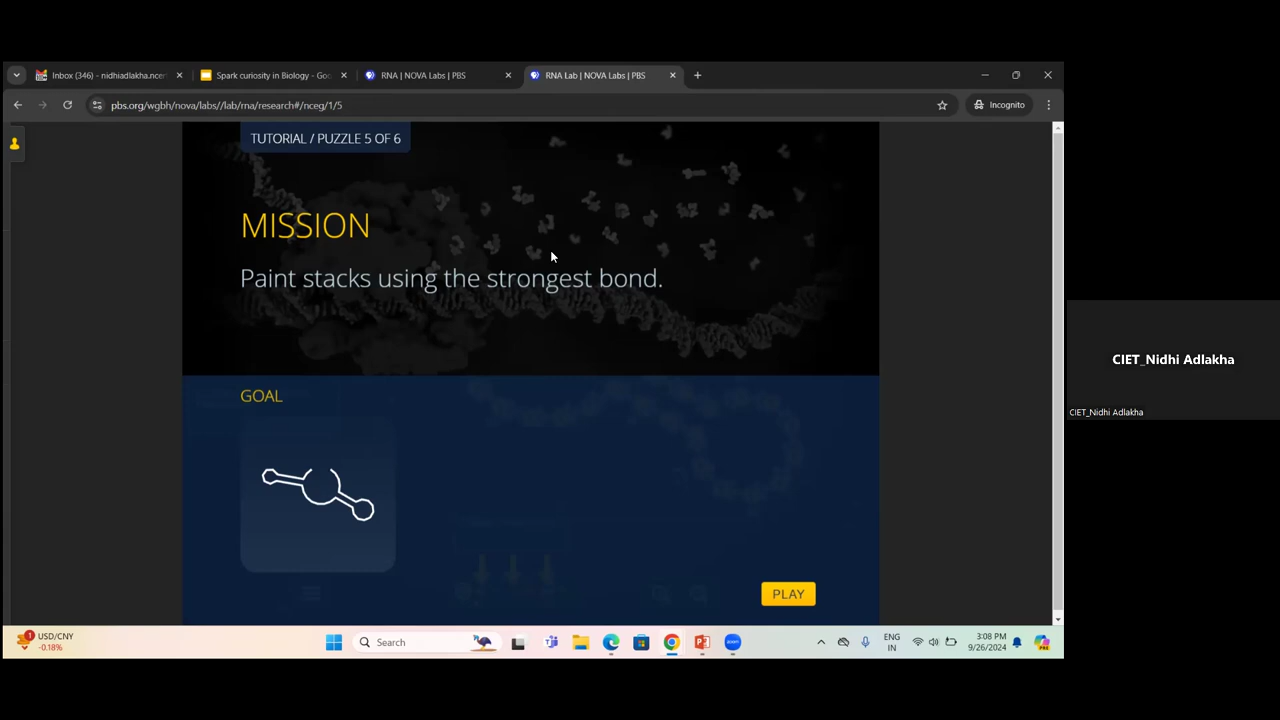 Inbox (346) - nidhiadlakha.ncer
Spark curiosity in Biology - Goo
RNA | NOVA Labs | PBS
RNA Lab | NOVA Labs | PBS
pbs.org/wgbh/nova/labs//lab/rna/research#/nceg/1/5
Incognito
TUTORIAL / PUZZLE 5 OF 6
MISSION
Paint stacks using the strongest bond.
GOAL
PLAY
CIET_Nidhi Adlakha
CIET_Nidhi Adlakha
1
USD/CNY
-0.18%
Search
ENG
IN
3:08 PM
9/26/2024